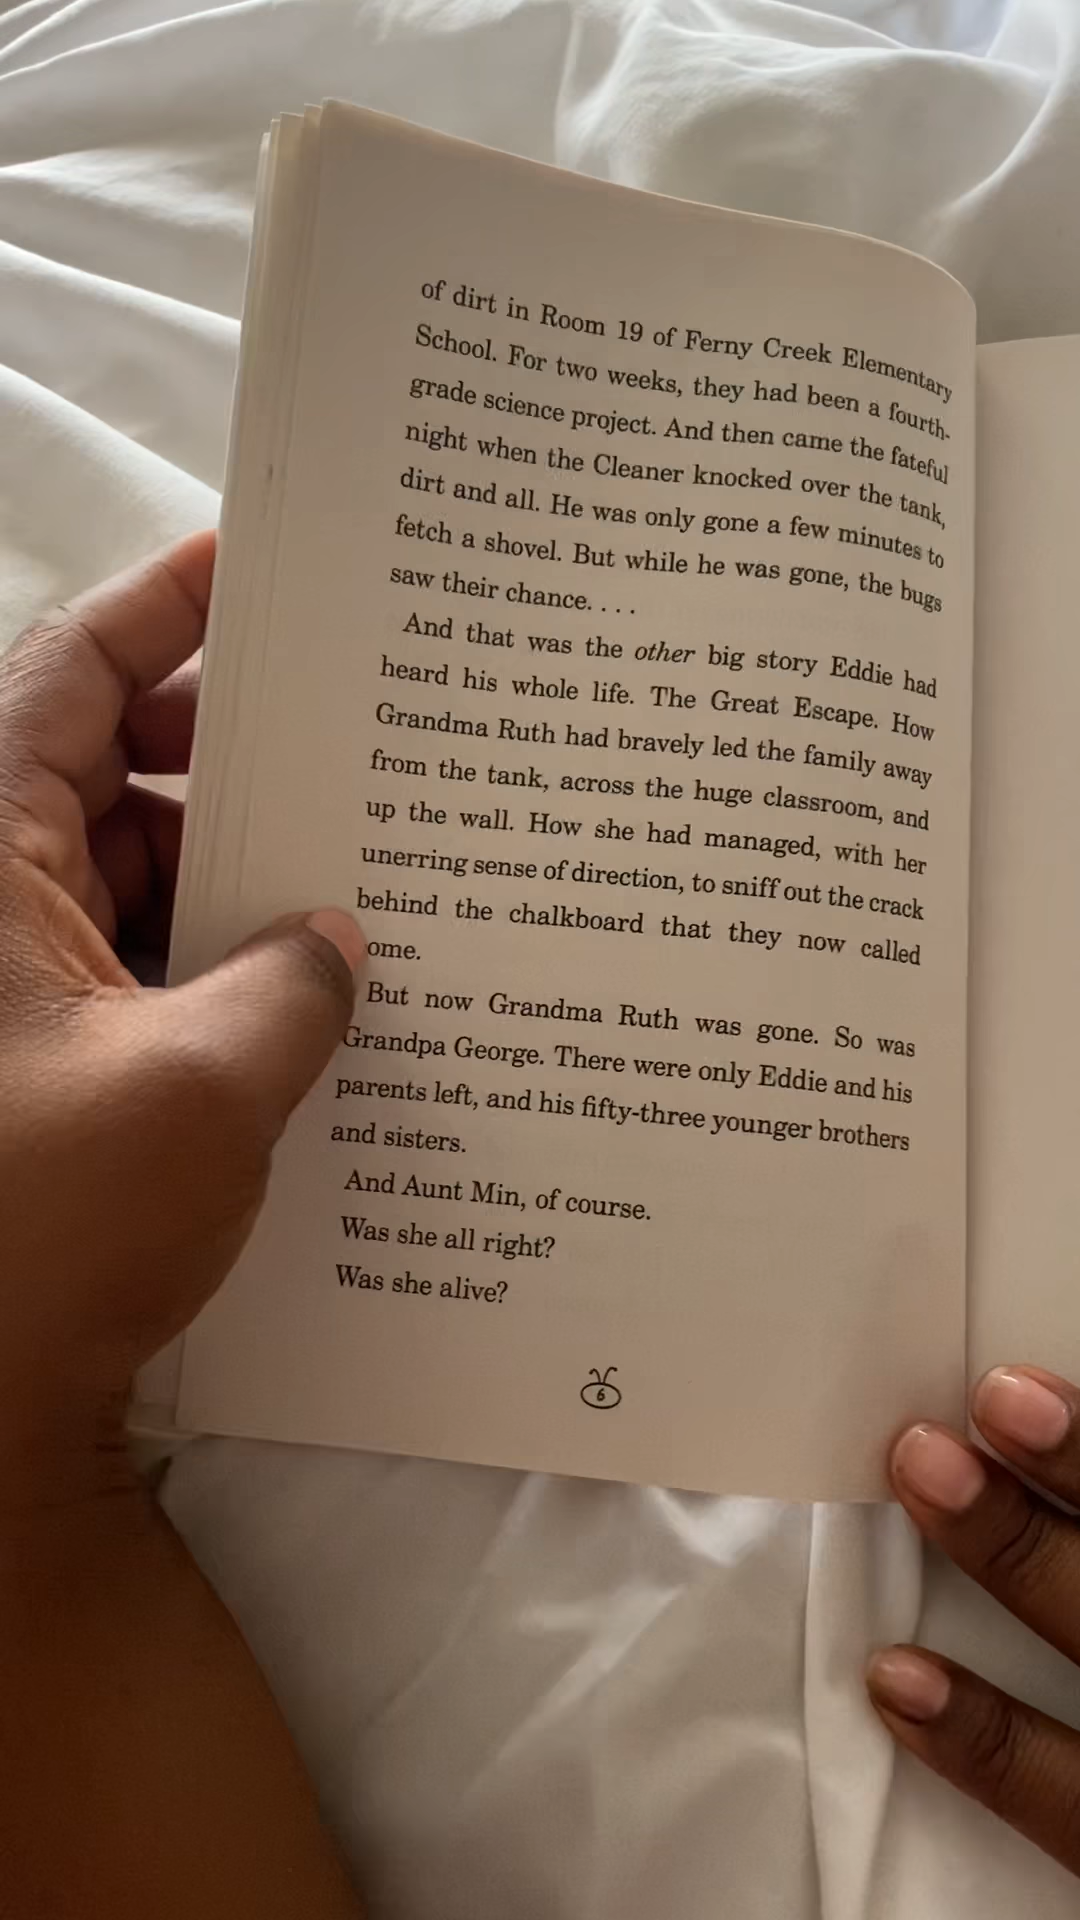 of dirt in Room 19 of Ferny Creek Elementary
School. For two weeks, they had been a fourth-
grade science project. And then came the fateful
night when the Cleaner knocked over the tank,
dirt and all. He was only gone a few minutes to
fetch a shovel. But while he was gone, the bugs
saw their chance. . . .
And that was the other big story Eddie had
heard his whole life. The Great Escape. How
Grandma Ruth had bravely led the family away
from the tank, across the huge classroom, and
up the wall. How she had managed, with her
unerring sense of direction, to sniff out the crack
behind the chalkboard that they now called
ome.
But now Grandma Ruth was gone. So was
Grandpa George. There were only Eddie and his
parents left, and his fifty-three younger brothers
and sisters.
And Aunt Min, of course.
Was she all right?
Was she alive?
6